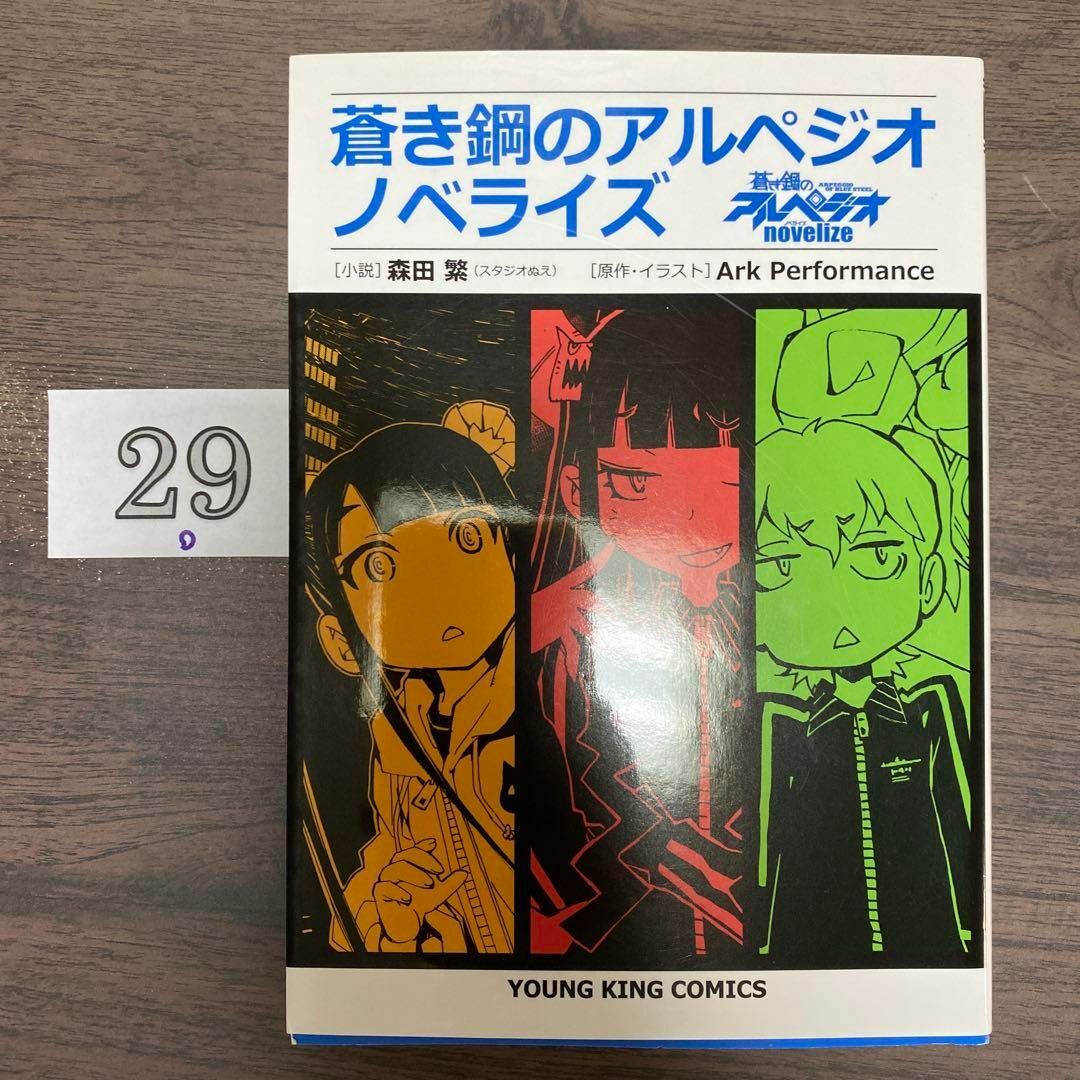 蒼き鋼のアルペジオ
ノベライズ
蒼き鋼の
ARPEGGIO
OF BLUE STEEL
アルペジオ
ノベライズ
novelize
[小説] 森田 繁 (スタジオぬえ) [原作・イラスト] Ark Performance
29
YOUNG KING COMICS